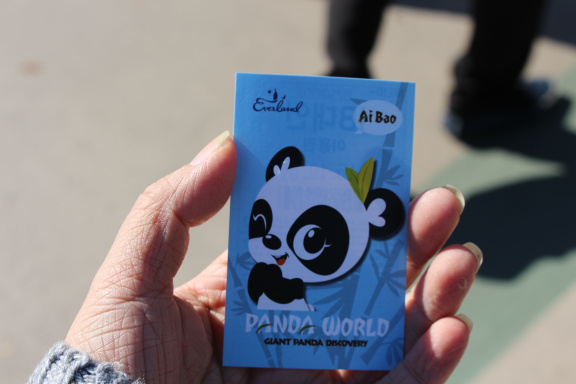 Everland
Ai Bao
PANDA WORLD
GIANT PANDA DISCOVERY